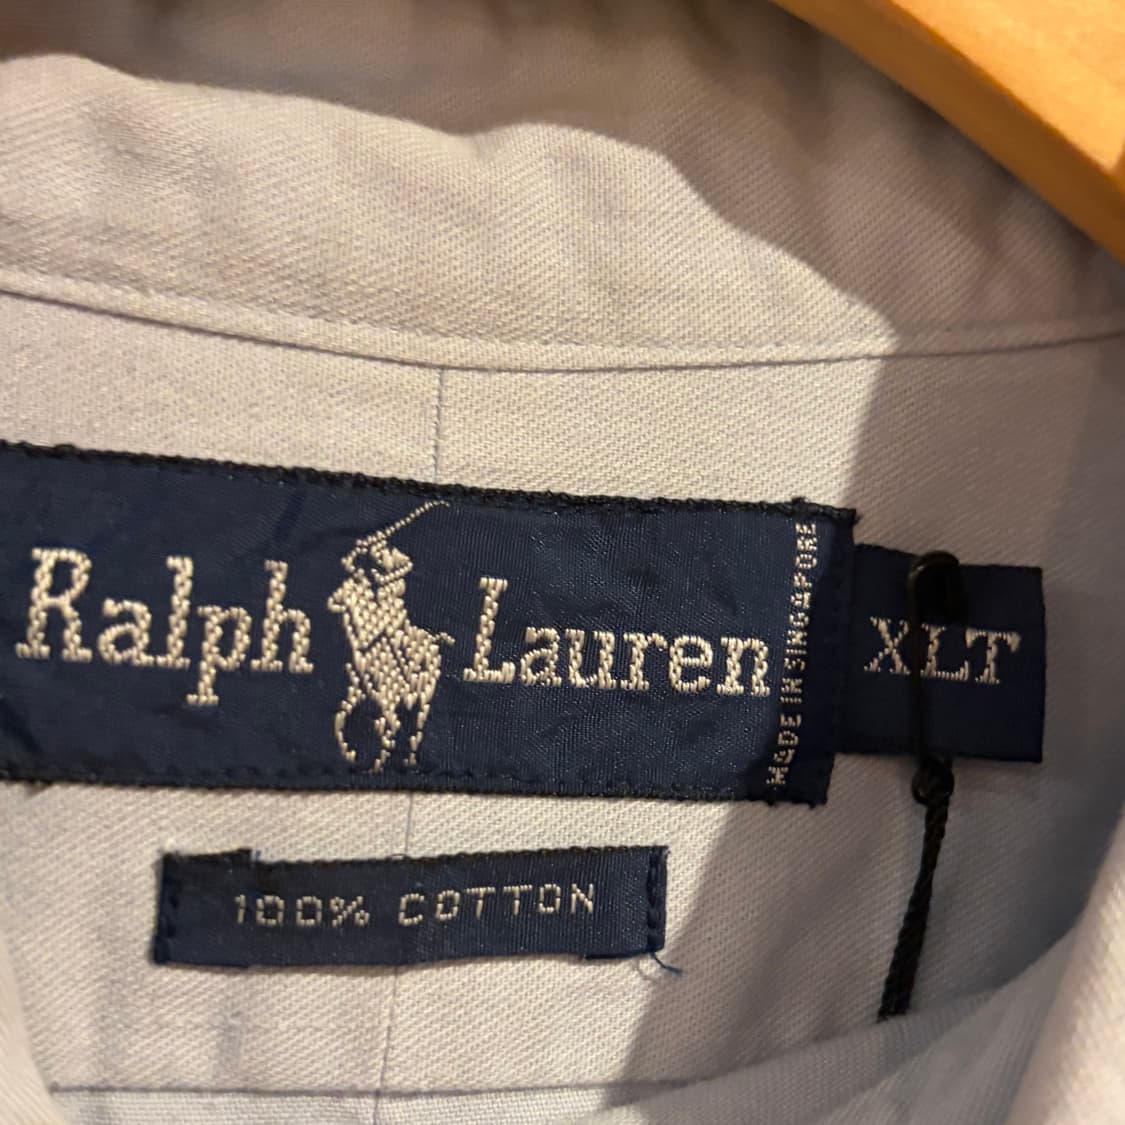 Ralph Lauren
MADE IN SINGAPORE
XLT
100% COTTON